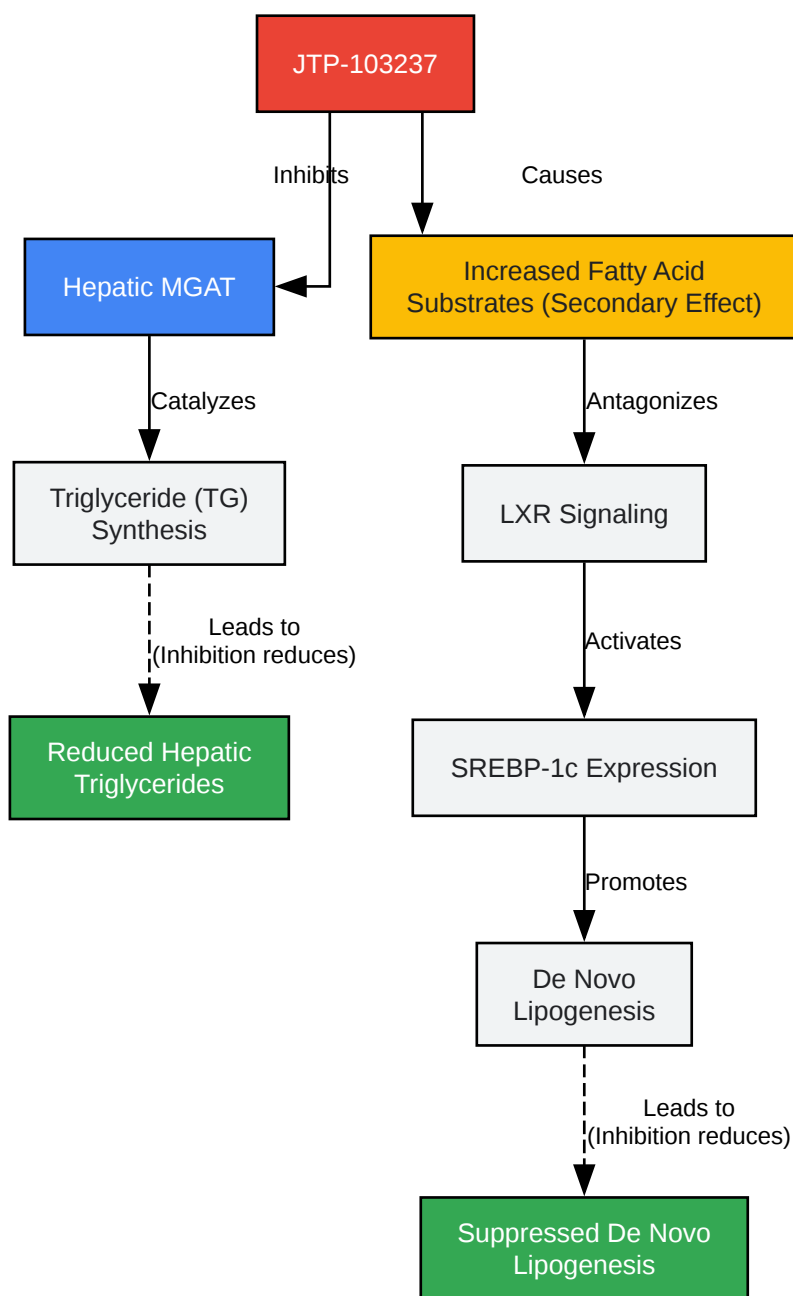 JTP-103237
Inhibits
Causes
Hepatic MGAT
Increased Fatty Acid
Substrates (Secondary Effect)
Catalyzes
Antagonizes
Triglyceride (TG)
Synthesis
LXR Signaling
Leads to
(Inhibition reduces)
Activates
Reduced Hepatic
Triglycerides
SREBP-1c Expression
Promotes
De Novo
Lipogenesis
Leads to
(Inhibition reduces)
Suppressed De Novo
Lipogenesis